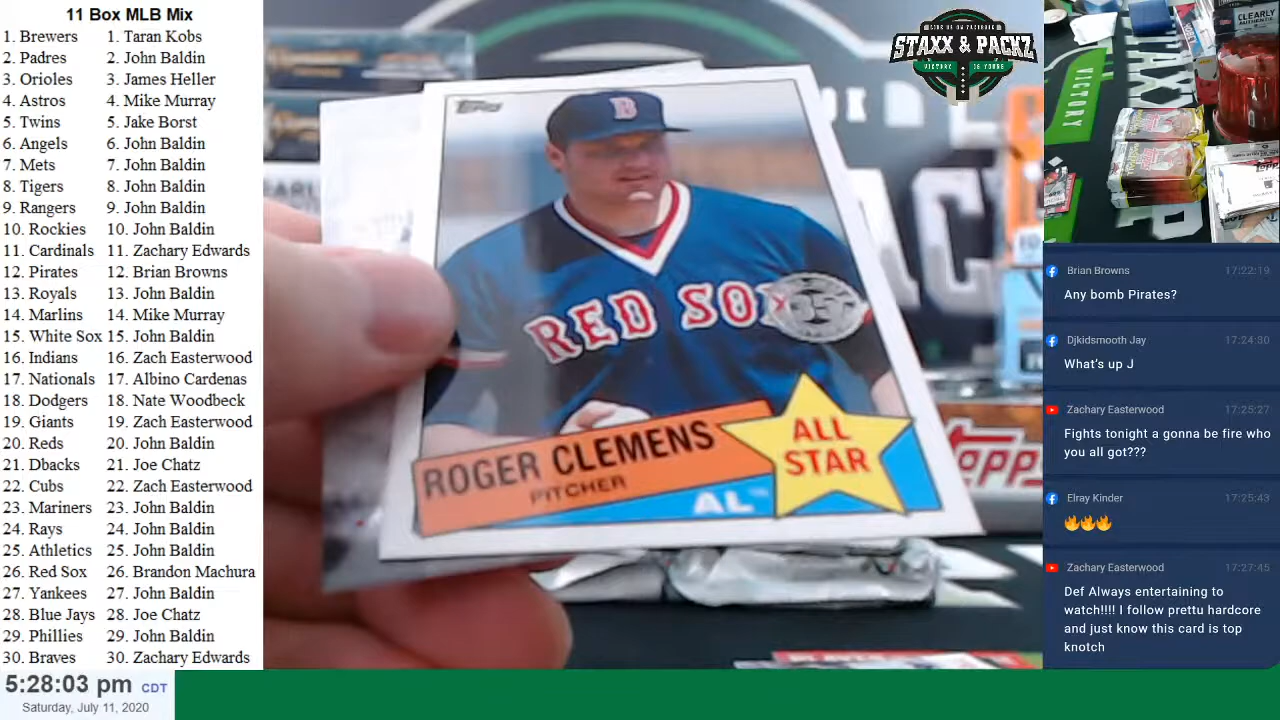 11 Box MLB Mix
1. Brewers 1. Taran Kobs
2. Padres 2. John Baldin
3. Orioles 3. James Heller
4. Astros 4. Mike Murray
5. Twins 5. Jake Borst
6. Angels 6. John Baldin
7. Mets 7. John Baldin
8. Tigers 8. John Baldin
9. Rangers 9. John Baldin
10. Rockies 10. John Baldin
11. Cardinals 11. Zachary Edwards
12. Pirates 12. Brian Browns
13. Royals 13. John Baldin
14. Marlins 14. Mike Murray
15. White Sox 15. John Baldin
16. Indians 16. Zach Easterwood
17. Nationals 17. Albino Cardenas
18. Dodgers 18. Nate Woodbeck
19. Giants 19. Zach Easterwood
20. Reds 20. John Baldin
21. Dbacks 21. Joe Chatz
22. Cubs 22. Zach Easterwood
23. Mariners 23. John Baldin
24. Rays 24. John Baldin
25. Athletics 25. John Baldin
26. Red Sox 26. Brandon Machura
27. Yankees 27. John Baldin
28. Blue Jays 28. Joe Chatz
29. Phillies 29. John Baldin
30. Braves 30. Zachary Edwards
5:28:03 pm CDT
Saturday, July 11, 2020
Topps
B
RED SOX
ROGER CLEMENS
PITCHER
AL™
ALL
STAR
Topps
STAXX & PACKZ
VICTORY IS YOURS
CLEARLY
VICTORY
Brian Browns 17:22:19
Any bomb Pirates?
Djkidsmooth Jay 17:24:30
What's up J
Zachary Easterwood 17:25:27
Fights tonight a gonna be fire who
you all got???
Elray Kinder 17:25:43
🔥🔥🔥
Zachary Easterwood 17:27:45
Def Always entertaining to
watch!!!! I follow prettu hardcore
and just know this card is top
knotch